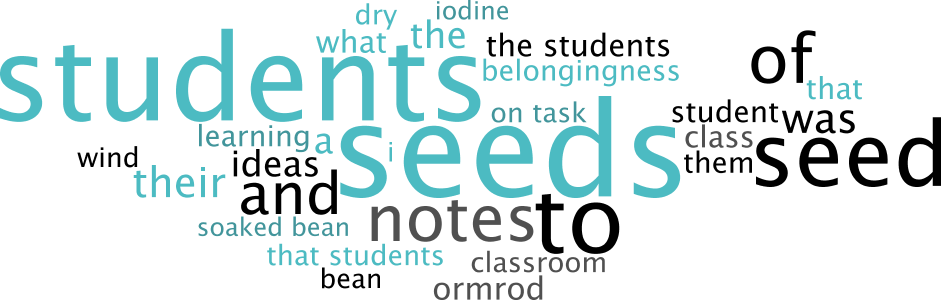 dry
iodine
what
the
the students
students
belongingness
of
that
on task
student
was
learning
a
seeds
class
seed
wind
ideas
i
them
their
and
notes
to
soaked bean
that students
classroom
bean
ormrod